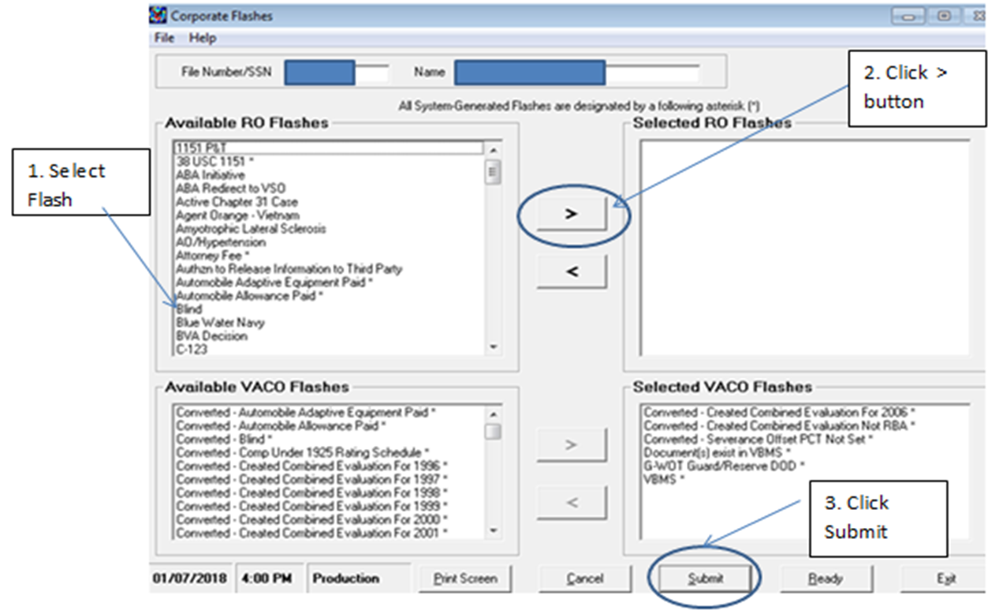 Corporate Flashes
File Help
File Number/SSN Name
2. Click >
button
All System-Generated Flashes are designated by a following asterisk (*)
Available RO Flashes
1151 P&T
38 USC 1151 *
ABA Initiative
ABA Redirect to VSO
Active Chapter 31 Case
Agent Orange - Vietnam
Amyotrophic Lateral Sclerosis
AO/Hypertension
Attorney Fee *
Authzn to Release Information to Third Party
Automobile Adaptive Equipment Paid *
Automobile Allowance Paid *
Blind
Blue Water Navy
BVA Decision
C-123
1. Select
Flash
>
<
Selected RO Flashes
Available VACO Flashes
Converted - Automobile Adaptive Equipment Paid *
Converted - Automobile Allowance Paid *
Converted - Blind *
Converted - Comp Under 1925 Rating Schedule *
Converted - Created Combined Evaluation For 1996 *
Converted - Created Combined Evaluation For 1997 *
Converted - Created Combined Evaluation For 1998 *
Converted - Created Combined Evaluation For 1999 *
Converted - Created Combined Evaluation For 2000 *
Converted - Created Combined Evaluation For 2001 *
>
<
Selected VACO Flashes
Converted - Created Combined Evaluation For 2006 *
Converted - Created Combined Evaluation Not RBA *
Converted - Severance Offset PCT Not Set *
Document(s) exist in VBMS *
G-WOT Guard/Reserve DOD *
VBMS *
3. Click
Submit
01/07/2018 4:00 PM Production Print Screen Cancel Submit Ready Exit